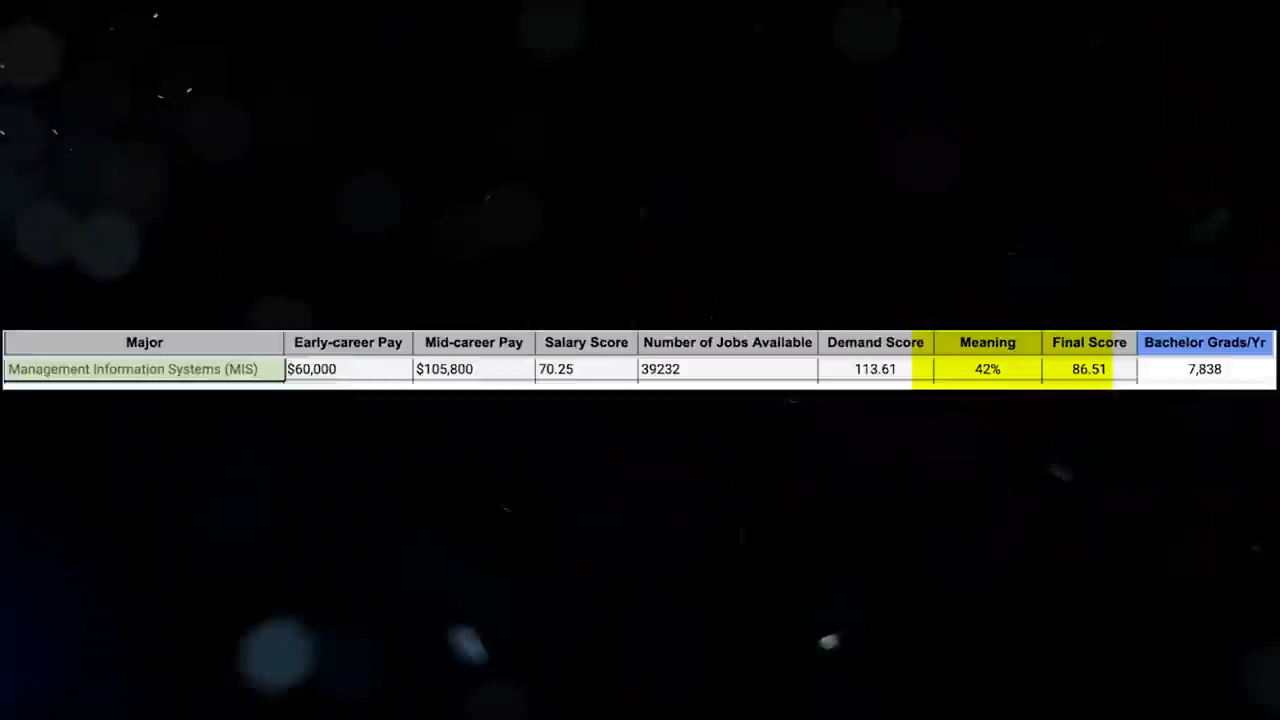 Major Early-career Pay Mid-career Pay Salary Score Number of Jobs Available Demand Score Meaning Final Score Bachelor Grads/Yr
Management Information Systems (MIS) $60,000 $105,800 70.25 39232 113.61 42% 86.51 7,838